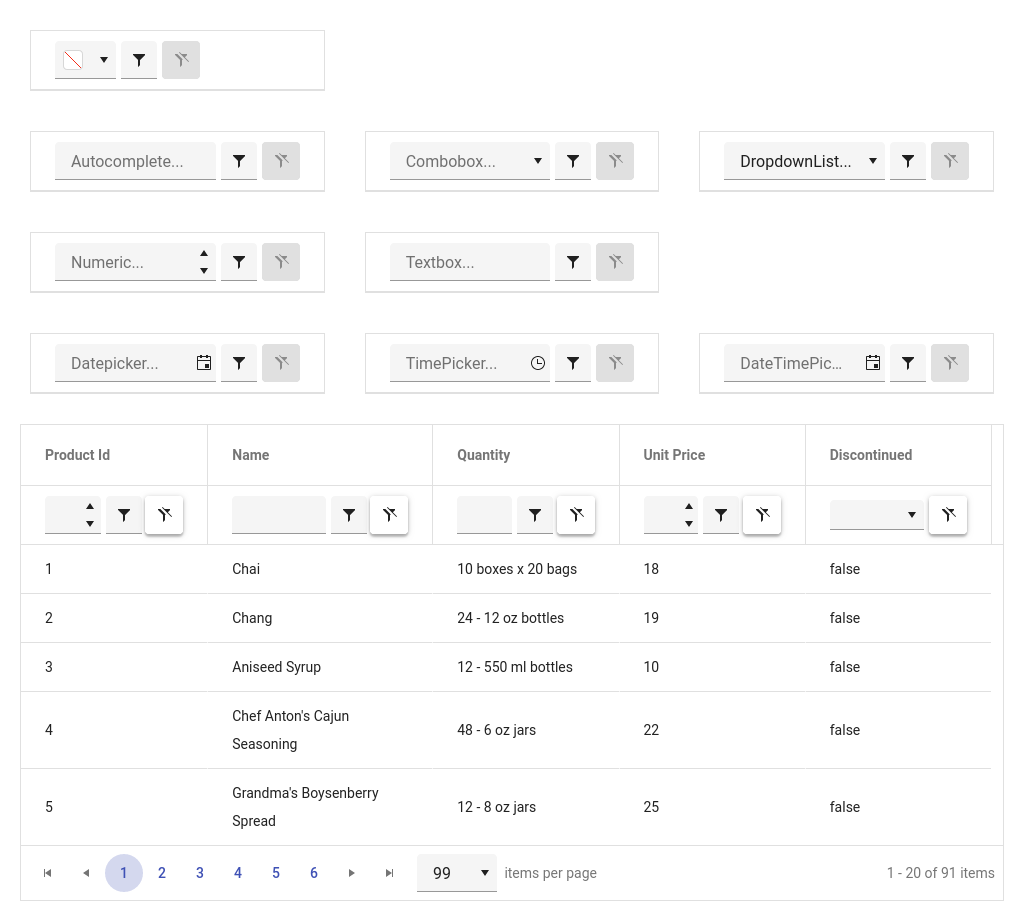 Autocomplete... Combobox... DropdownList...
Numeric... Textbox...
Datepicker... TimePicker... DateTimePic...
Product Id Name Quantity Unit Price Discontinued
1 Chai 10 boxes x 20 bags 18 false
2 Chang 24 - 12 oz bottles 19 false
3 Aniseed Syrup 12 - 550 ml bottles 10 false
4 Chef Anton's Cajun Seasoning 48 - 6 oz jars 22 false
5 Grandma's Boysenberry Spread 12 - 8 oz jars 25 false
1 2 3 4 5 6 99 items per page 1 - 20 of 91 items